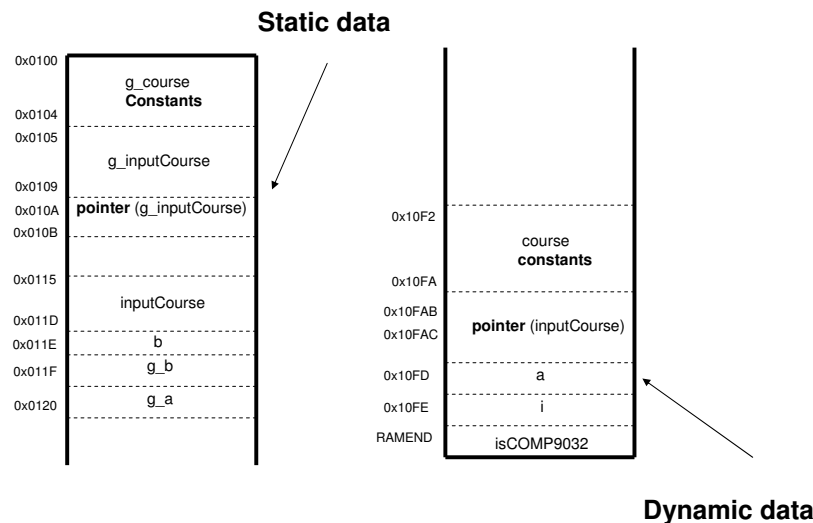 Static data
0x0100
g_course
Constants
0x0104
0x0105
g_inputCourse
0x0109
0x010A
pointer (g_inputCourse)
0x010B
0x0115
inputCourse
0x011D
0x011E
b
0x011F
g_b
0x0120
g_a
0x10F2
course
constants
0x10FA
0x10FAB
pointer (inputCourse)
0x10FAC
0x10FD
a
0x10FE
i
RAMEND
isCOMP9032
Dynamic data